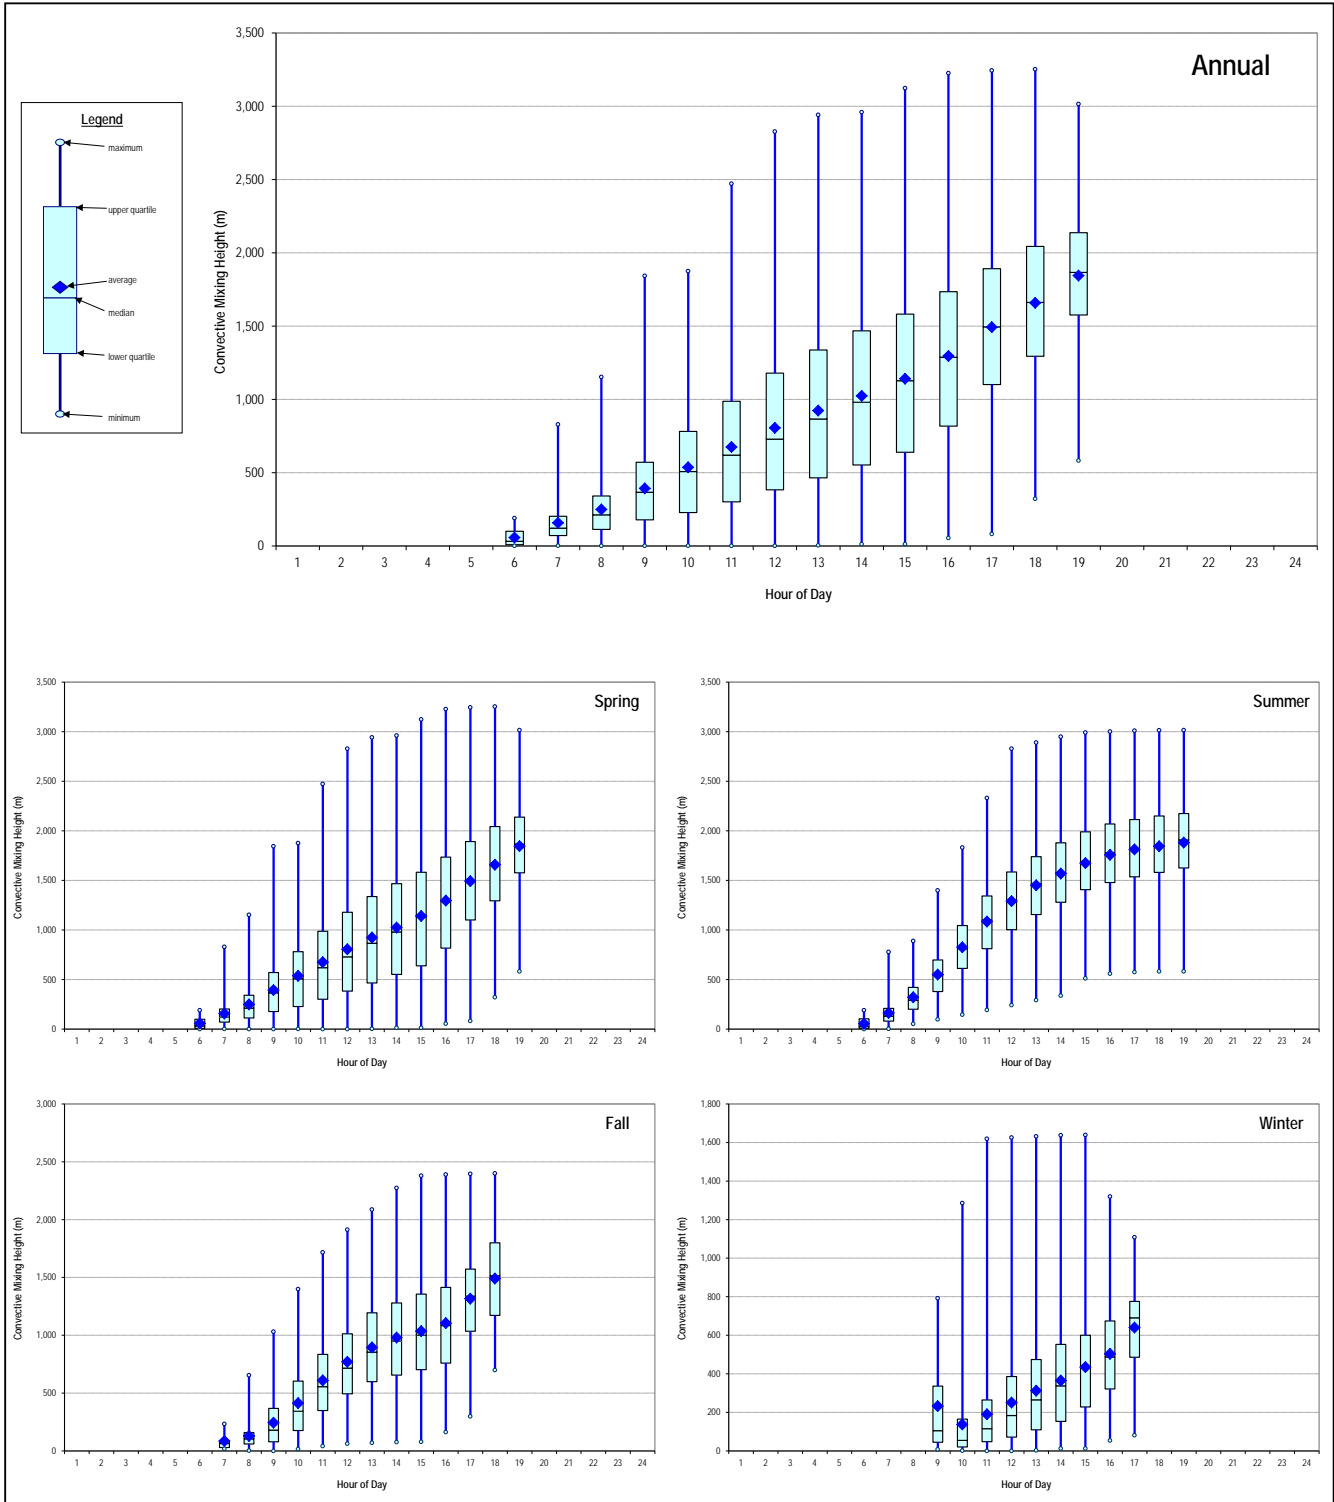 Annual
Legend
maximum
upper quartile
average
median
lower quartile
minimum
Convective Mixing Height (m)
3,500
3,000
2,500
2,000
1,500
1,000
500
0
1 2 3 4 5 6 7 8 9 10 11 12 13 14 15 16 17 18 19 20 21 22 23 24
Hour of Day
Spring
Convective Mixing Height (m)
3,500
3,000
2,500
2,000
1,500
1,000
500
0
1 2 3 4 5 6 7 8 9 10 11 12 13 14 15 16 17 18 19 20 21 22 23 24
Hour of Day
Summer
Convective Mixing Height (m)
3,500
3,000
2,500
2,000
1,500
1,000
500
0
1 2 3 4 5 6 7 8 9 10 11 12 13 14 15 16 17 18 19 20 21 22 23 24
Hour of Day
Fall
Convective Mixing Height (m)
3,000
2,500
2,000
1,500
1,000
500
0
1 2 3 4 5 6 7 8 9 10 11 12 13 14 15 16 17 18 19 20 21 22 23 24
Hour of Day
Winter
Convective Mixing Height (m)
1,800
1,600
1,400
1,200
1,000
800
600
400
200
0
1 2 3 4 5 6 7 8 9 10 11 12 13 14 15 16 17 18 19 20 21 22 23 24
Hour of Day